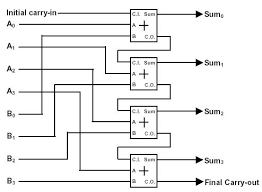 Initial carry-in
C.I. Sum
Sum₀
A₀
A
+
B
C.O.
A₁
C.I. Sum
Sum₁
A₂
A
+
B
C.O.
A₃
B₀
C.I. Sum
Sum₂
A
+
B₁
B
C.O.
B₂
C.I. Sum
Sum₃
A
+
B₃
B
C.O.
Final Carry-out